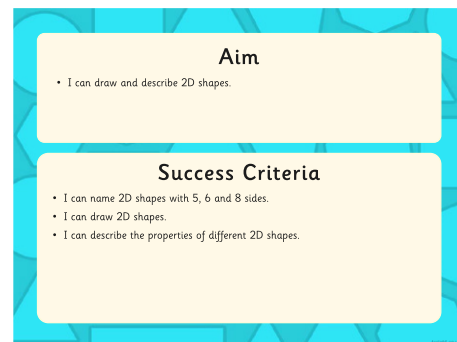 Aim
• I can draw and describe 2D shapes.
Success Criteria
• I can name 2D shapes with 5, 6 and 8 sides.
• I can draw 2D shapes.
• I can describe the properties of different 2D shapes.